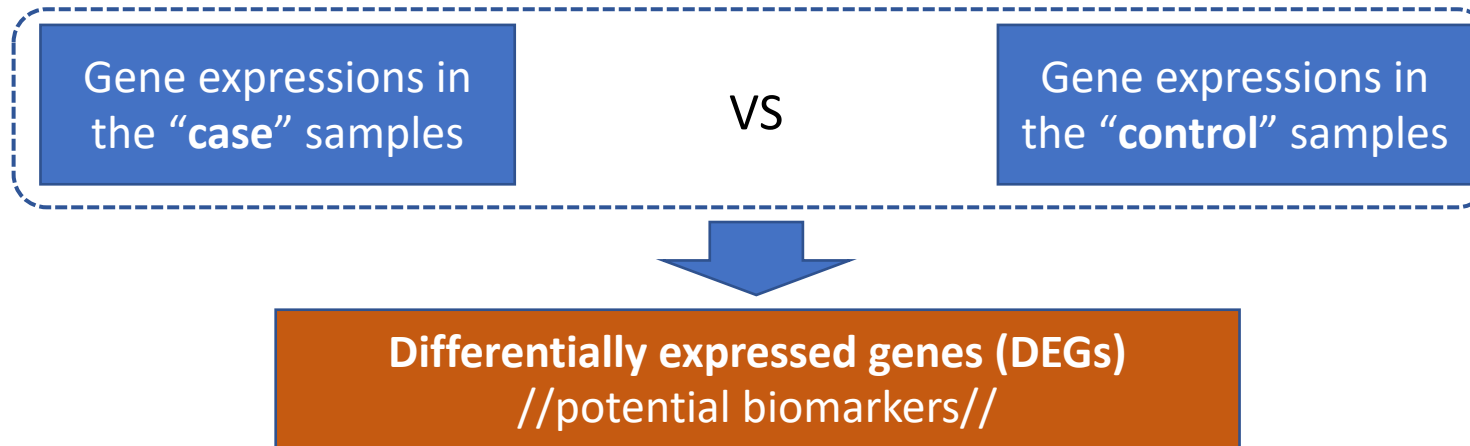 Gene expressions in
the “case” samples
VS
Gene expressions in
the “control” samples
Differentially expressed genes (DEGs)
//potential biomarkers//